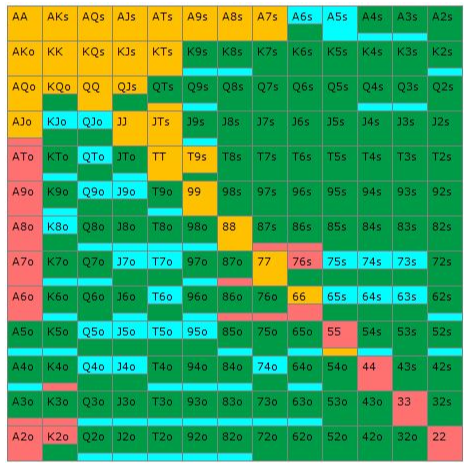 AA AKs AQs AJs ATs A9s A8s A7s A6s A5s A4s A3s A2s
AKo KK KQs KJs KTs K9s K8s K7s K6s K5s K4s K3s K2s
AQo KQo QQ QJs QTs Q9s Q8s Q7s Q6s Q5s Q4s Q3s Q2s
AJo KJo QJo JJ JTs J9s J8s J7s J6s J5s J4s J3s J2s
ATo KTo QTo JTo TT T9s T8s T7s T6s T5s T4s T3s T2s
A9o K9o Q9o J9o T9o 99 98s 97s 96s 95s 94s 93s 92s
A8o K8o Q8o J8o T8o 98o 88 87s 86s 85s 84s 83s 82s
A7o K7o Q7o J7o T7o 97o 87o 77 76s 75s 74s 73s 72s
A6o K6o Q6o J6o T6o 96o 86o 76o 66 65s 64s 63s 62s
A5o K5o Q5o J5o T5o 95o 85o 75o 65o 55 54s 53s 52s
A4o K4o Q4o J4o T4o 94o 84o 74o 64o 54o 44 43s 42s
A3o K3o Q3o J3o T3o 93o 83o 73o 63o 53o 43o 33 32s
A2o K2o Q2o J2o T2o 92o 82o 72o 62o 52o 42o 32o 22